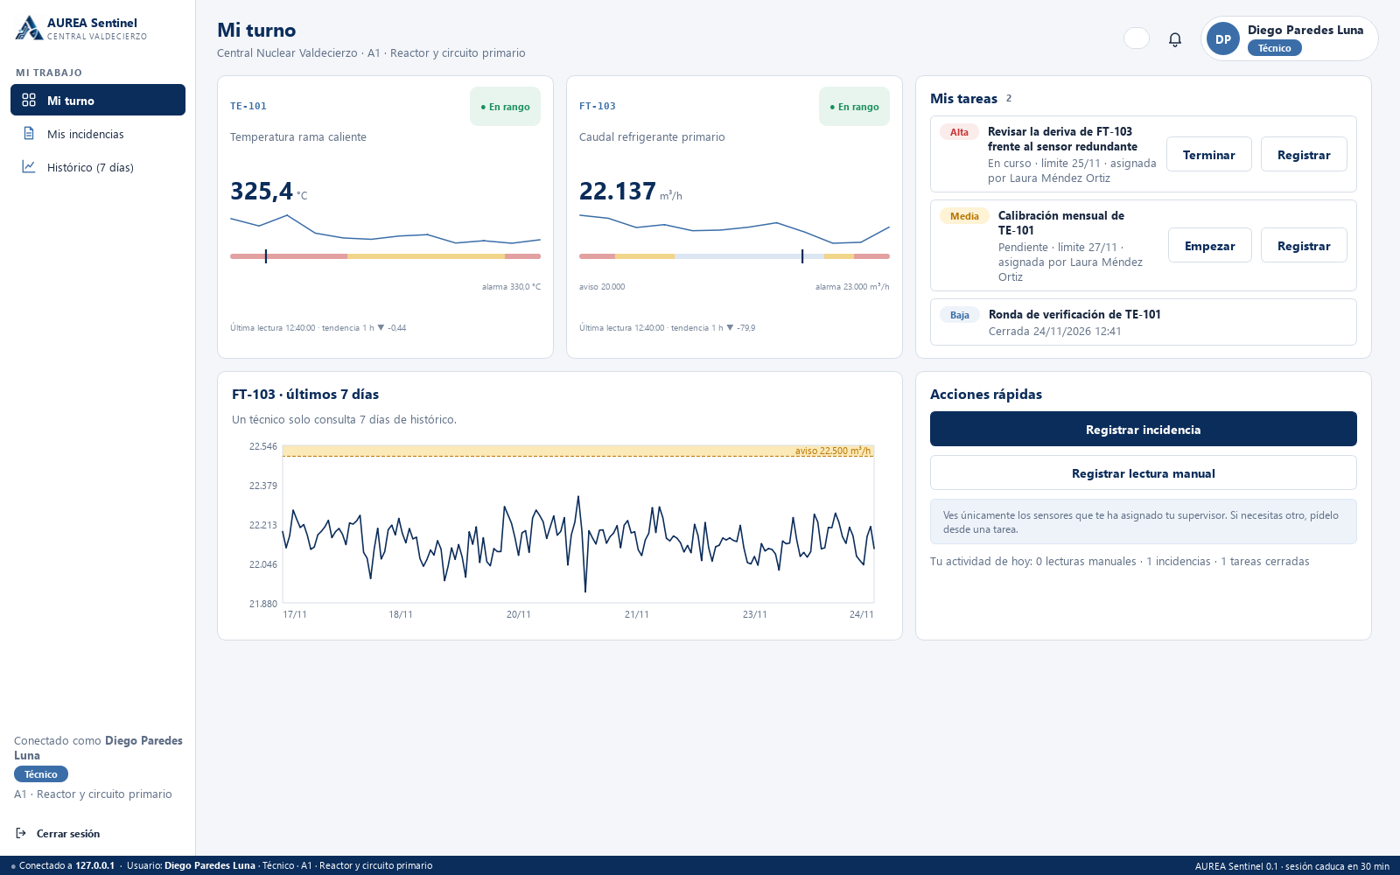 AUREA Sentinel
CENTRAL VALDECIERZO
MI TRABAJO
Mi turno
Mis incidencias
Histórico (7 días)
Conectado como Diego Paredes
Luna
Técnico
A1 · Reactor y circuito primario
Cerrar sesión
Mi turno
Central Nuclear Valdecierzo · A1 · Reactor y circuito primario
DP
Diego Paredes Luna
Técnico
TE-101
● En rango
Temperatura rama caliente
325,4 °C
alarma 330,0 °C
Última lectura 12:40:00 · tendencia 1 h ▼ -0,44
FT-103
● En rango
Caudal refrigerante primario
22.137 m³/h
aviso 20.000
alarma 23.000 m³/h
Última lectura 12:40:00 · tendencia 1 h ▼ -79,9
Mis tareas 2
Alta
Revisar la deriva de FT-103
frente al sensor redundante
En curso · límite 25/11 · asignada
por Laura Méndez Ortiz
Terminar
Registrar
Media
Calibración mensual de
TE-101
Pendiente · límite 27/11 ·
asignada por Laura Méndez
Ortiz
Empezar
Registrar
Baja
Ronda de verificación de TE-101
Cerrada 24/11/2026 12:41
FT-103 · últimos 7 días
Un técnico solo consulta 7 días de histórico.
22.546
22.379
22.213
22.046
21.880
aviso 22.500 m³/h
17/11
18/11
20/11
21/11
23/11
24/11
Acciones rápidas
Registrar incidencia
Registrar lectura manual
Ves únicamente los sensores que te ha asignado tu supervisor. Si necesitas otro, pídelo
desde una tarea.
Tu actividad de hoy: 0 lecturas manuales · 1 incidencias · 1 tareas cerradas
● Conectado a 127.0.0.1 · Usuario: Diego Paredes Luna · Técnico · A1 · Reactor y circuito primario
AUREA Sentinel 0.1 · sesión caduca en 30 min